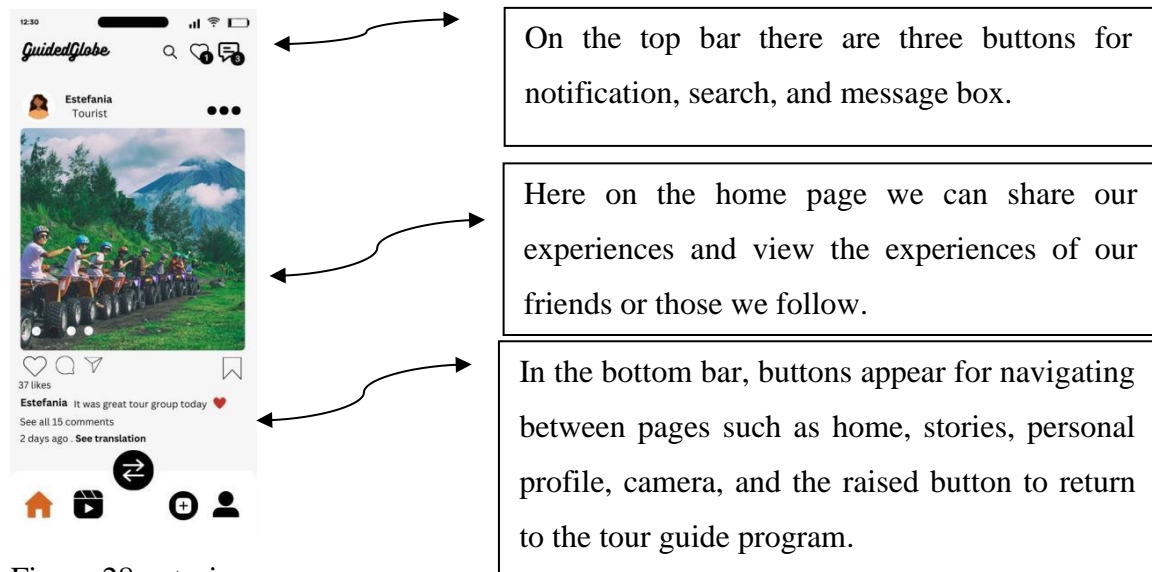 12:30
GuidedGlobe
1
3
Estefania
Tourist
37 likes
Estefania It was great tour group today ❤️
See all 15 comments
2 days ago . See translation
On the top bar there are three buttons for
notification, search, and message box.
Here on the home page we can share our
experiences and view the experiences of our
friends or those we follow.
In the bottom bar, buttons appear for navigating
between pages such as home, stories, personal
profile, camera, and the raised button to return
to the tour guide program.